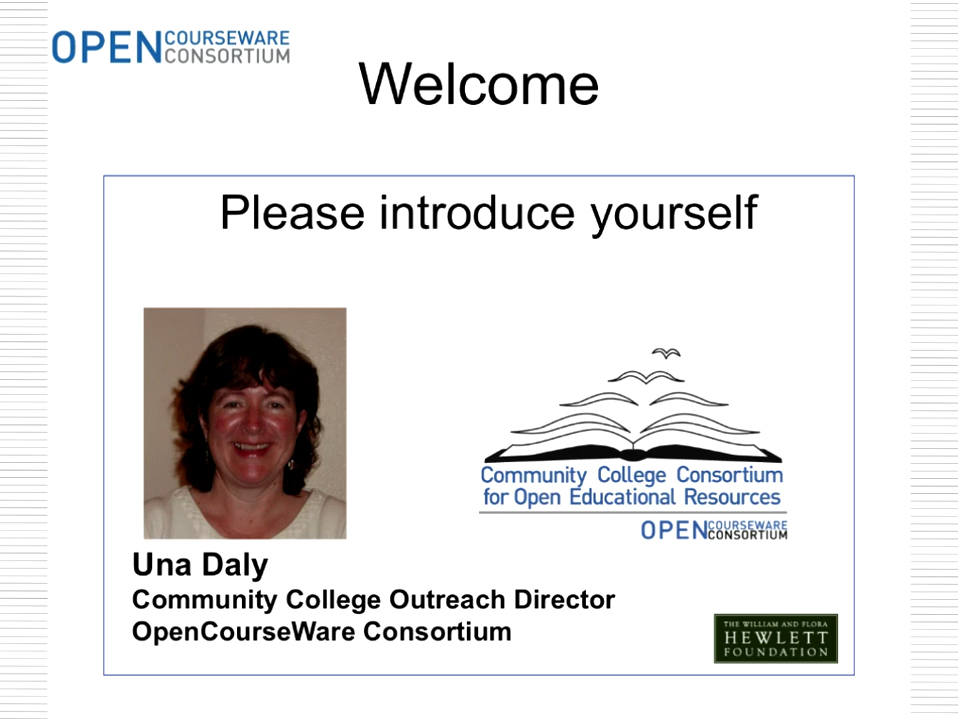 OPEN COURSEWARE CONSORTIUM
Welcome
Please introduce yourself
Community College Consortium
for Open Educational Resources
OPEN COURSEWARE CONSORTIUM
Una Daly
Community College Outreach Director
OpenCourseWare Consortium
THE WILLIAM AND FLORA
HEWLETT
FOUNDATION